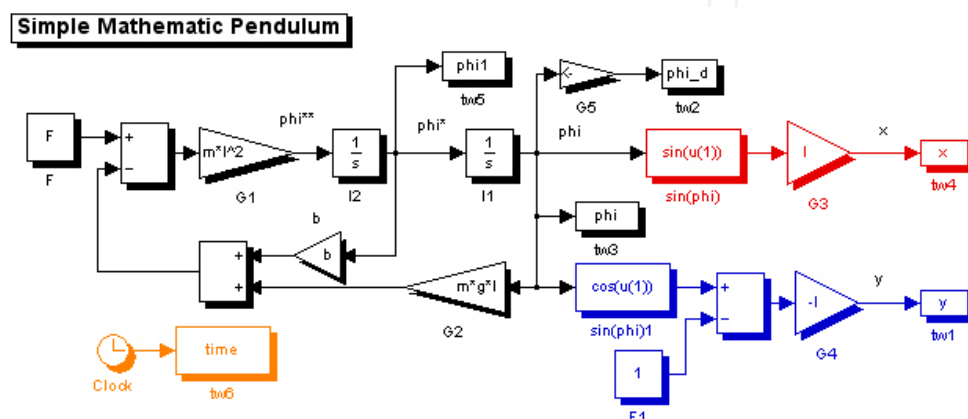 Simple Mathematic Pendulum
phi1
tw5
G5
phi_d
tw2
F
F
+
−
m*l^2
G1
phi**
1
s
I2
phi*
1
s
I1
phi
sin(u(1))
sin(phi)
l
G3
x
x
tw4
phi
tw3
b
b
+
+
m*g*l
G2
cos(u(1))
sin(phi)1
+
−
-l
G4
y
y
tw1
1
Clock
time
tw6